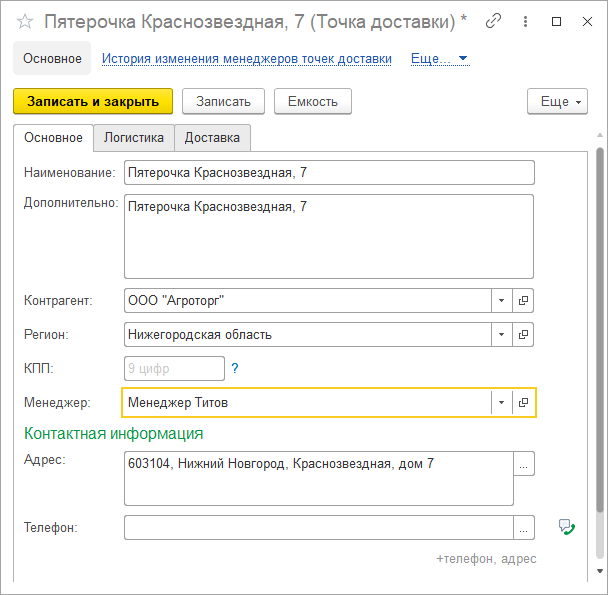 Пятерочка Краснозвездная, 7 (Точка доставки) *
Основное История изменения менеджеров точек доставки Еще...
Записать и закрыть Записать Емкость Еще
Основное Логистика Доставка
Наименование: Пятерочка Краснозвездная, 7
Дополнительно: Пятерочка Краснозвездная, 7
Контрагент: ООО "Агроторг"
Регион: Нижегородская область
КПП: 9 цифр ?
Менеджер: Менеджер Титов
Контактная информация
Адрес: 603104, Нижний Новгород, Краснозвездная, дом 7 ...
Телефон: ...
+телефон, адрес